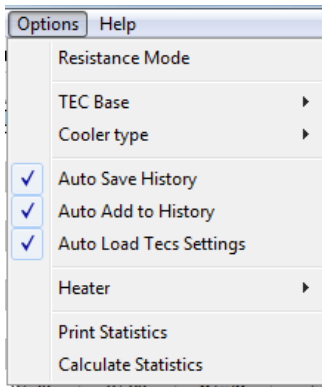 Options Help
Resistance Mode
TEC Base
Cooler type
Auto Save History
Auto Add to History
Auto Load Tecs Settings
Heater
Print Statistics
Calculate Statistics